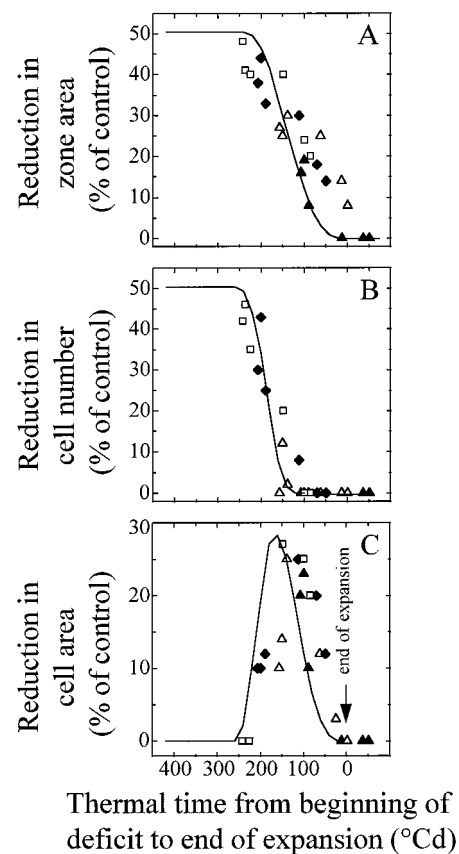 A
Reduction in
zone area
(% of control)
50
40
30
20
10
0
B
Reduction in
cell number
(% of control)
50
40
30
20
10
0
C
Reduction in
cell area
(% of control)
30
20
10
0
end of expansion
400 300 200 100 0
Thermal time from beginning of
deficit to end of expansion (°Cd)